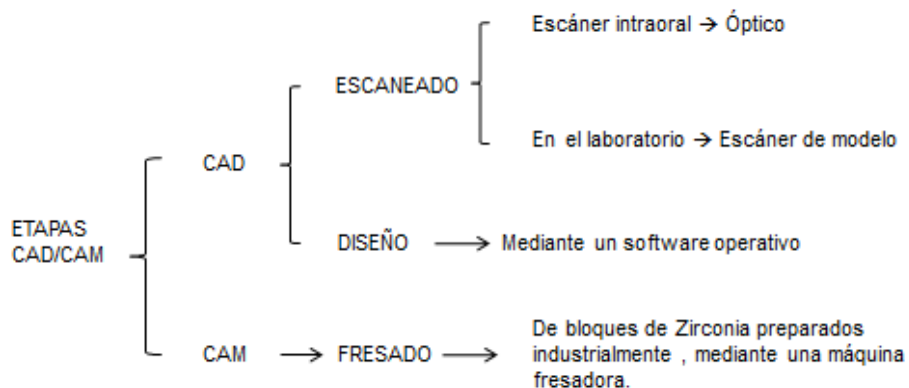 Escáner intraoral → Óptico
ESCANEADO
En el laboratorio → Escáner de modelo
CAD
ETAPAS
CAD/CAM
DISEÑO → Mediante un software operativo
CAM → FRESADO → De bloques de Zirconia preparados
industrialmente , mediante una máquina
fresadora.